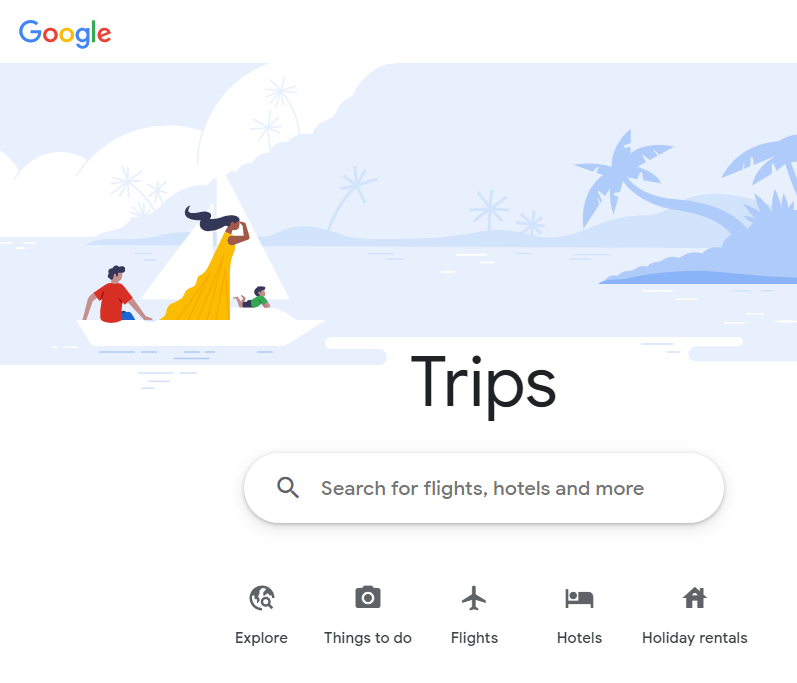 Google
Trips
Search for flights, hotels and more
Explore
Things to do
Flights
Hotels
Holiday rentals